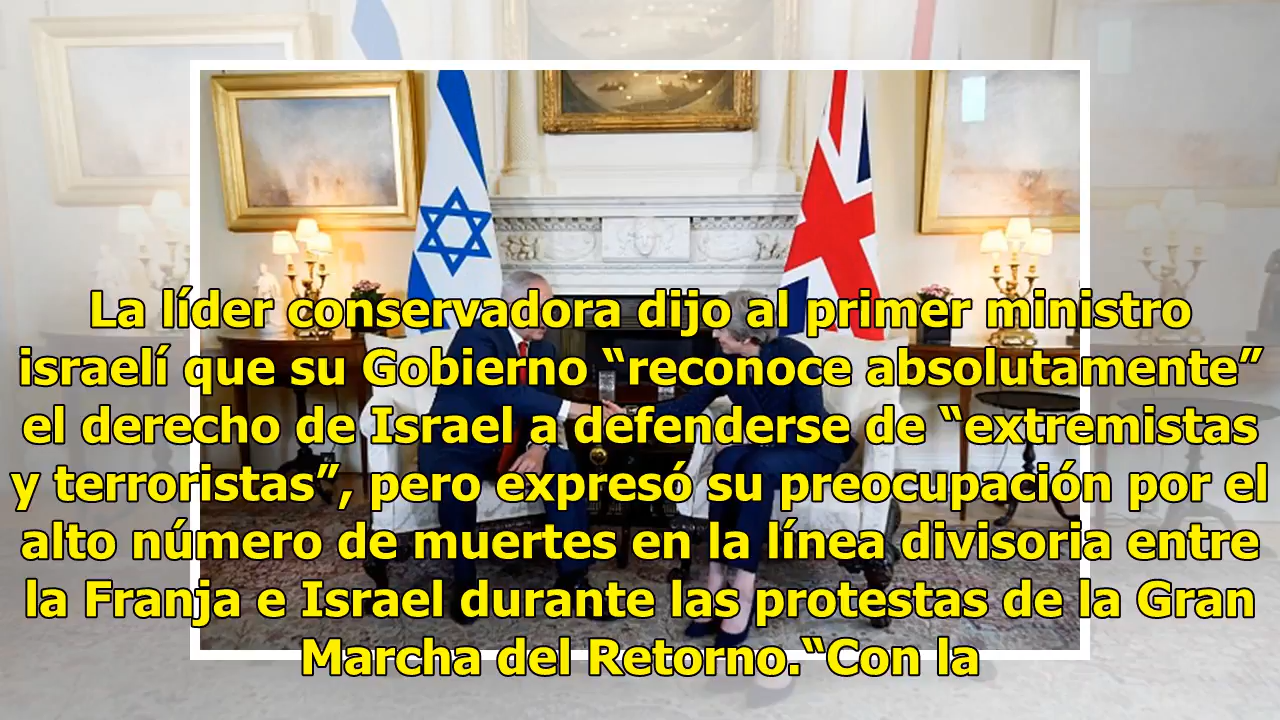 La líder conservadora dijo al primer ministro
israelí que su Gobierno “reconoce absolutamente”
el derecho de Israel a defenderse de “extremistas
y terroristas”, pero expresó su preocupación por el
alto número de muertes en la línea divisoria entre
la Franja e Israel durante las protestas de la Gran
Marcha del Retorno.“Con la